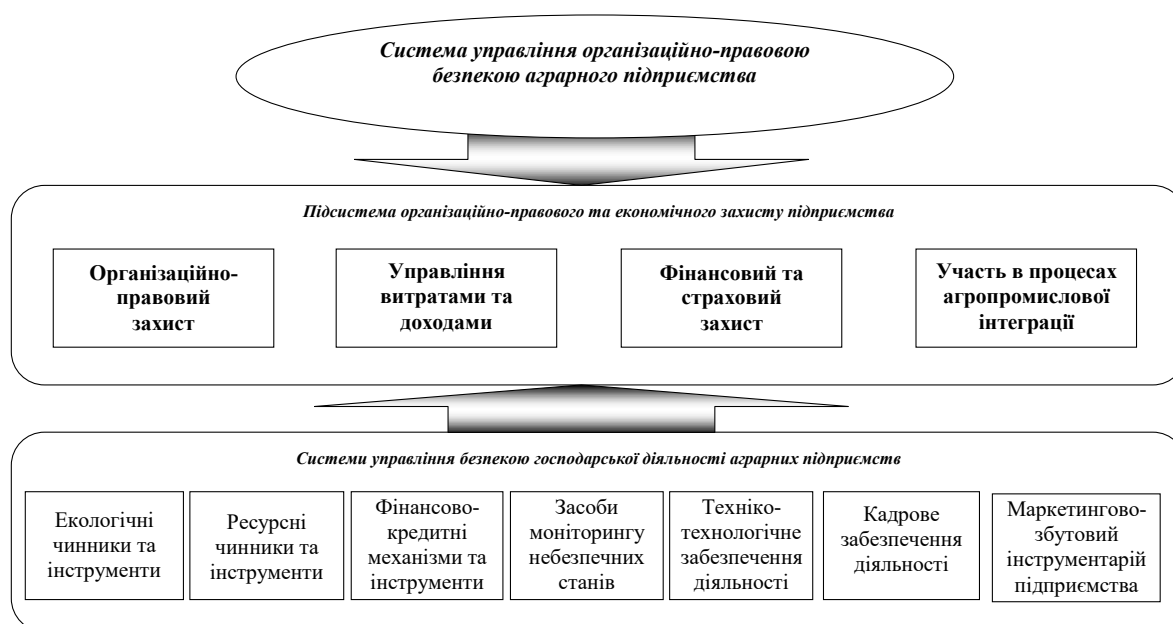 Система управління організаційно-правовою
безпекою аграрного підприємства
Підсистема організаційно-правового та економічного захисту підприємства
Організаційно-
правовий
захист
Управління
витратами та
доходами
Фінансовий та
страховий
захист
Участь в процесах
агропромислової
інтеграції
Системи управління безпекою господарської діяльності аграрних підприємств
Екологічні
чинники та
інструменти
Ресурсні
чинники та
інструменти
Фінансово-
кредитні
механізми та
інструменти
Засоби
моніторингу
небезпечних
станів
Техніко-
технологічне
забезпечення
діяльності
Кадрове
забезпечення
діяльності
Маркетингово-
збутовий
інструментарій
підприємства